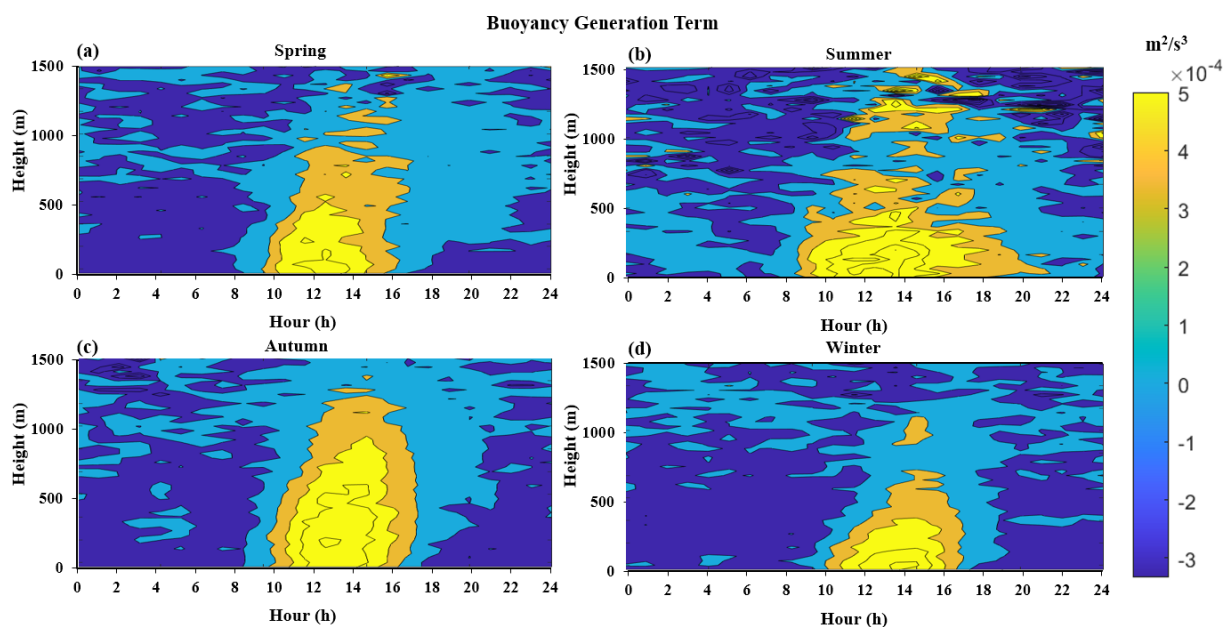 Buoyancy Generation Term
(a) Spring
(b) Summer
m²/s³
×10⁻⁴
1500
1000
500
0
Height (m)
0 2 4 6 8 10 12 14 16 18 20 22 24
Hour (h)
1500
1000
500
0
Height (m)
0 2 4 6 8 10 12 14 16 18 20 22 24
Hour (h)
(c) Autumn
(d) Winter
1500
1000
500
0
Height (m)
0 2 4 6 8 10 12 14 16 18 20 22 24
Hour (h)
1500
1000
500
0
Height (m)
0 2 4 6 8 10 12 14 16 18 20 22 24
Hour (h)
5
4
3
2
1
0
-1
-2
-3